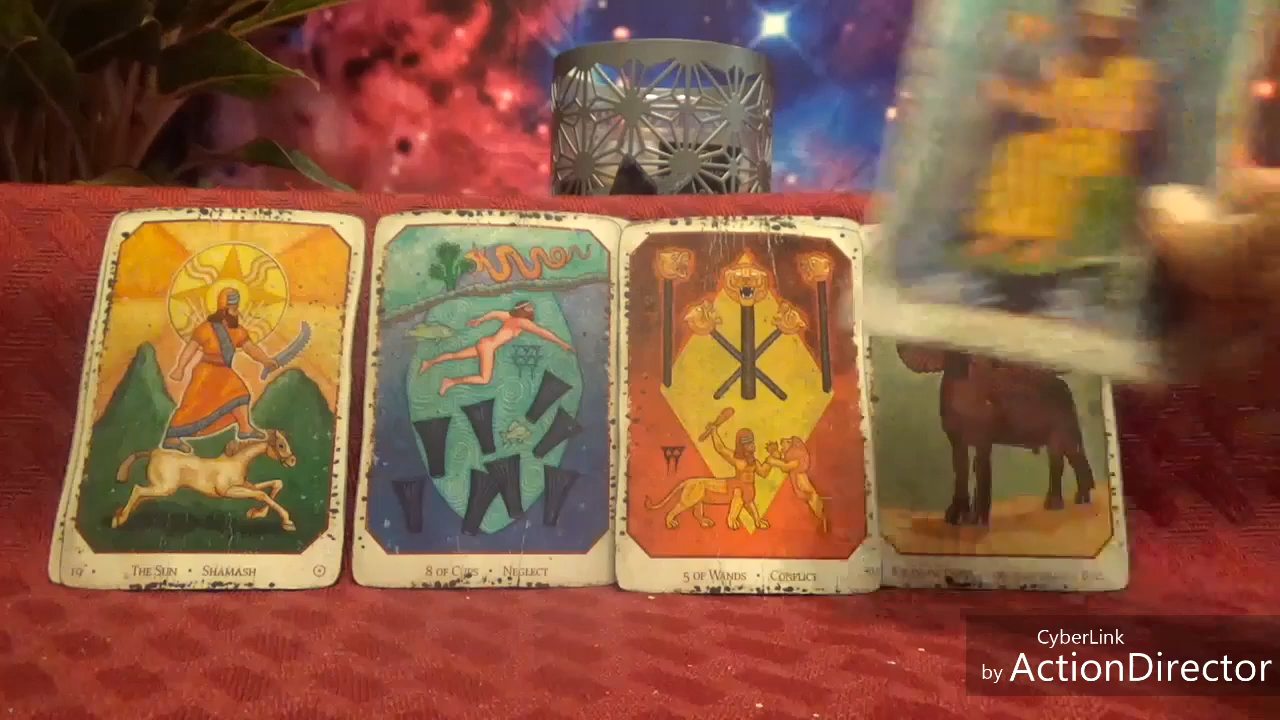 19 • THE SUN • SHAMASH
8 OF CUPS • NEGLECT
5 OF WANDS • CONFLICT
CyberLink
by ActionDirector